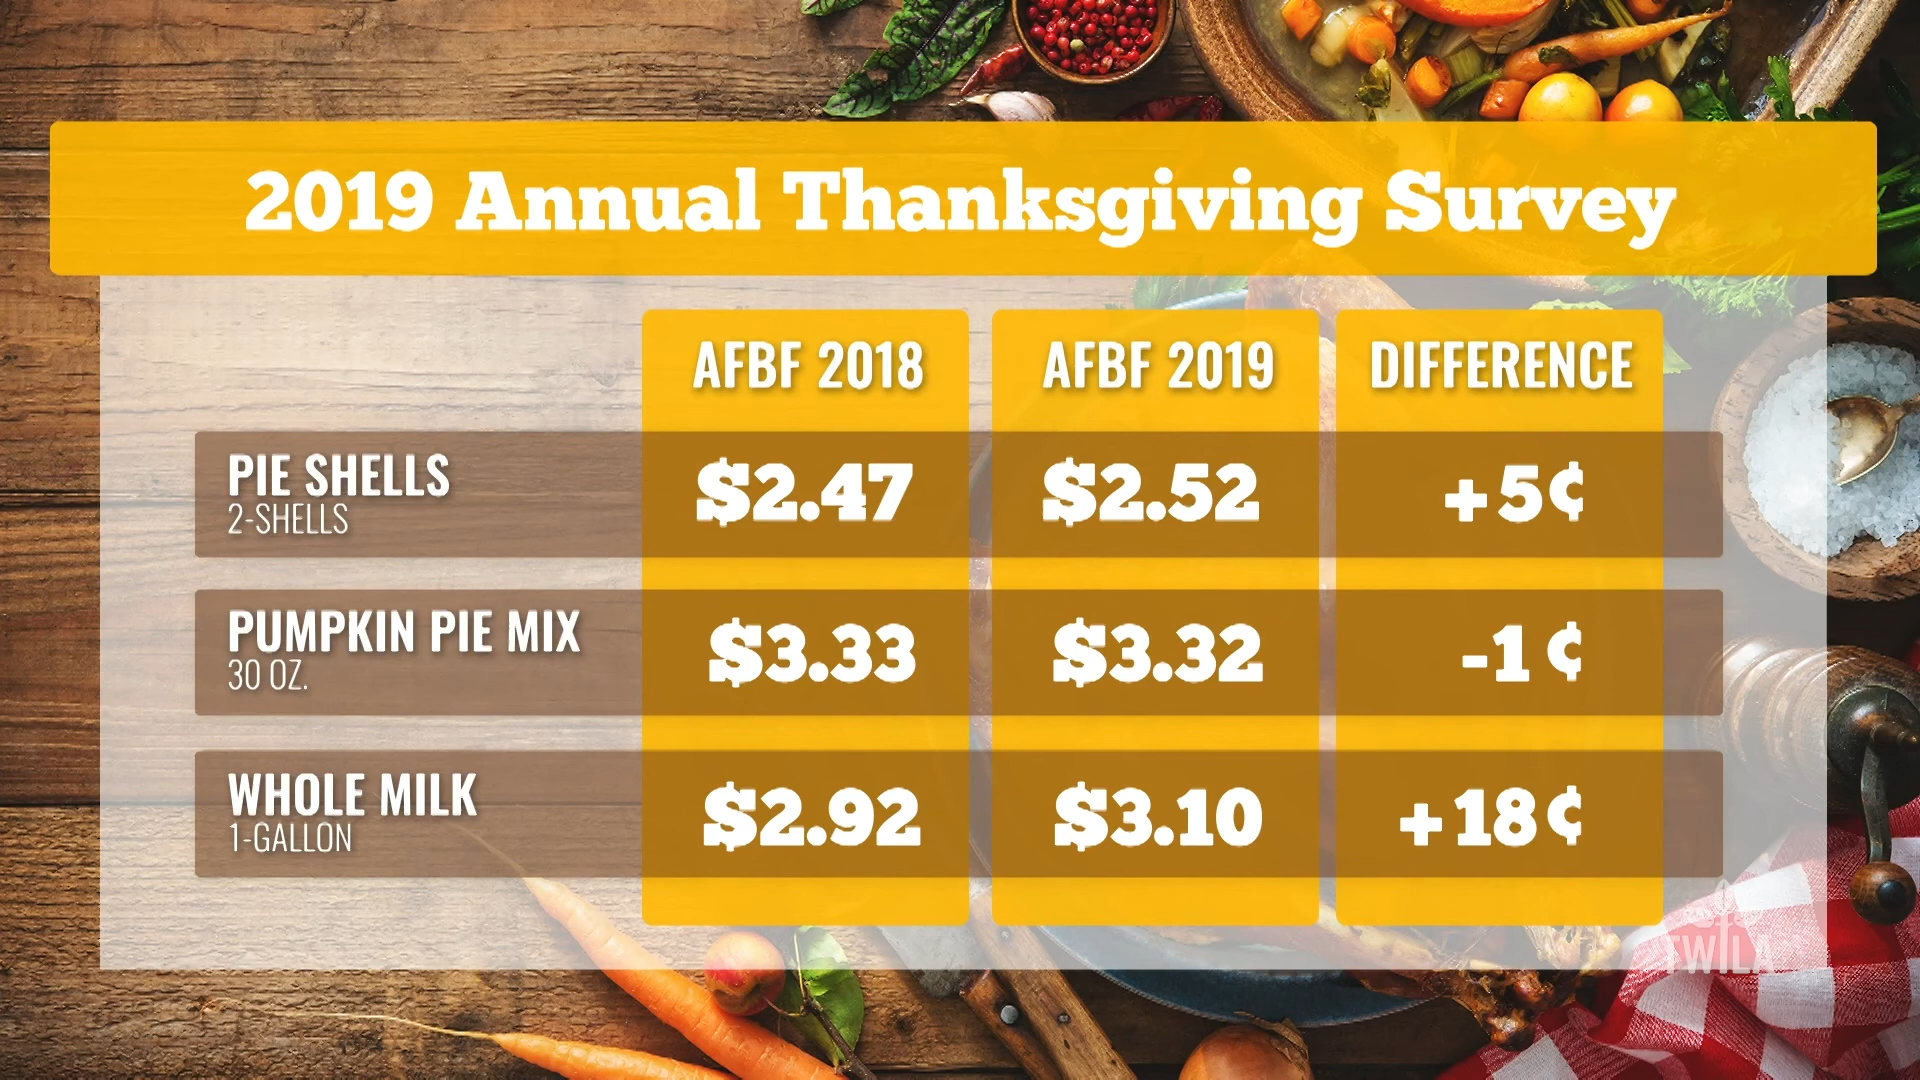 2019 Annual Thanksgiving Survey
AFBF 2018 AFBF 2019 DIFFERENCE
PIE SHELLS
2-SHELLS
$2.47 $2.52 +5¢
PUMPKIN PIE MIX
30 OZ.
$3.33 $3.32 -1¢
WHOLE MILK
1-GALLON
$2.92 $3.10 +18¢
TWILA